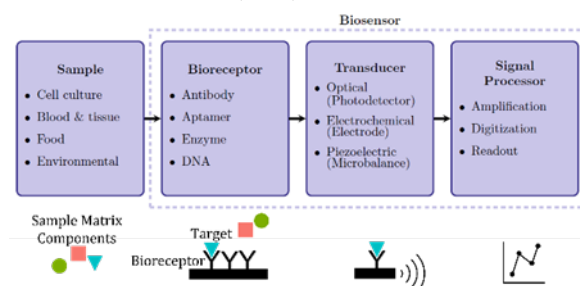 Biosensor
Sample
• Cell culture
• Blood & tissue
• Food
• Environmental
Bioreceptor
• Antibody
• Aptamer
• Enzyme
• DNA
Transducer
• Optical
(Photodetector)
• Electrochemical
(Electrode)
• Piezoelectric
(Microbalance)
Signal
Processor
• Amplification
• Digitization
• Readout
Sample Matrix
Components
Target
Bioreceptor